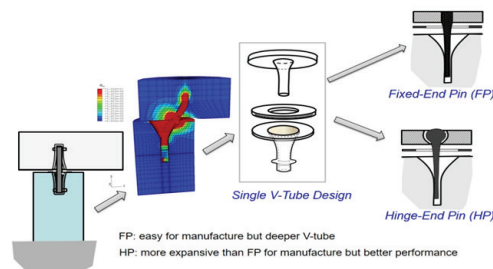 Fixed-End Pin (FP)
Single V-Tube Design
Hinge-End Pin (HP)
FP: easy for manufacture but deeper V-tube
HP: more expansive than FP for manufacture but better performance